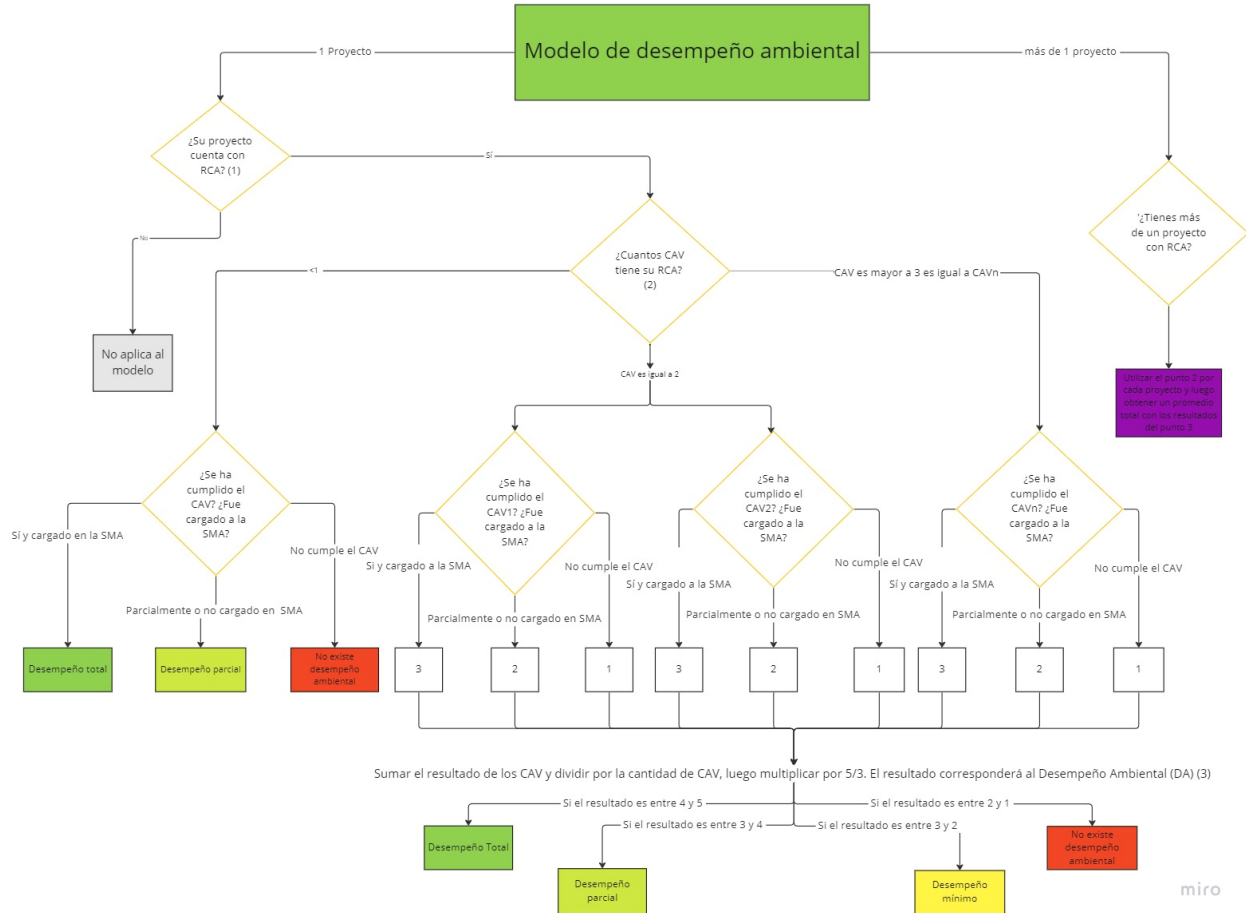 Modelo de desempeño ambiental
1 Proyecto
más de 1 proyecto
¿Su proyecto
cuenta con
RCA? (1)
Sí
No
¿Cuantos CAV
tiene su RCA?
(2)
'¿Tienes más
de un proyecto
con RCA?
<1
CAV es mayor a 3 es igual a CAVn
No aplica al
modelo
CAV es igual a 2
Utilizar el punto 2 por
cada proyecto y luego
obtener un promedio
total con los resultados
del punto 3
¿Se ha
cumplido el
CAV? ¿Fue
cargado a la
SMA?
¿Se ha
cumplido el
CAV1? ¿Fue
cargado a la
SMA?
¿Se ha
cumplido el
CAV2? ¿Fue
cargado a la
SMA?
¿Se ha
cumplido el
CAVn? ¿Fue
cargado a la
SMA?
Sí y cargado en la SMA
No cumple el CAV
Parcialmente o no cargado en SMA
Si y cargado a la SMA
No cumple el CAV
Parcialmente o no cargado en SMA
Sí y cargado a la SMA
No cumple el CAV
Parcialmente o no cargado en SMA
Sí y cargado a la SMA
No cumple el CAV
Parcialmente o no cargado en SMA
Desempeño total
Desempeño parcial
No existe
desempeño
ambiental
3
2
1
3
2
1
3
2
1
Sumar el resultado de los CAV y dividir por la cantidad de CAV, luego multiplicar por 5/3. El resultado corresponderá al Desempeño Ambiental (DA) (3)
Si el resultado es entre 4 y 5
Si el resultado es entre 2 y 1
Si el resultado es entre 3 y 4
Si el resultado es entre 3 y 2
Desempeño Total
No existe
desempeño
ambiental
Desempeño
parcial
Desempeño
mínimo
miro